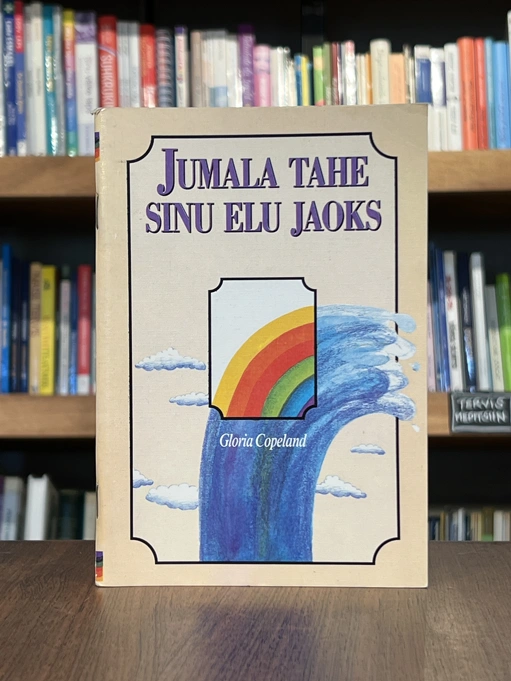 JUMALA TAHE
SINU ELU JAOKS
Gloria Copeland
TERVIS
MEDITSIIN